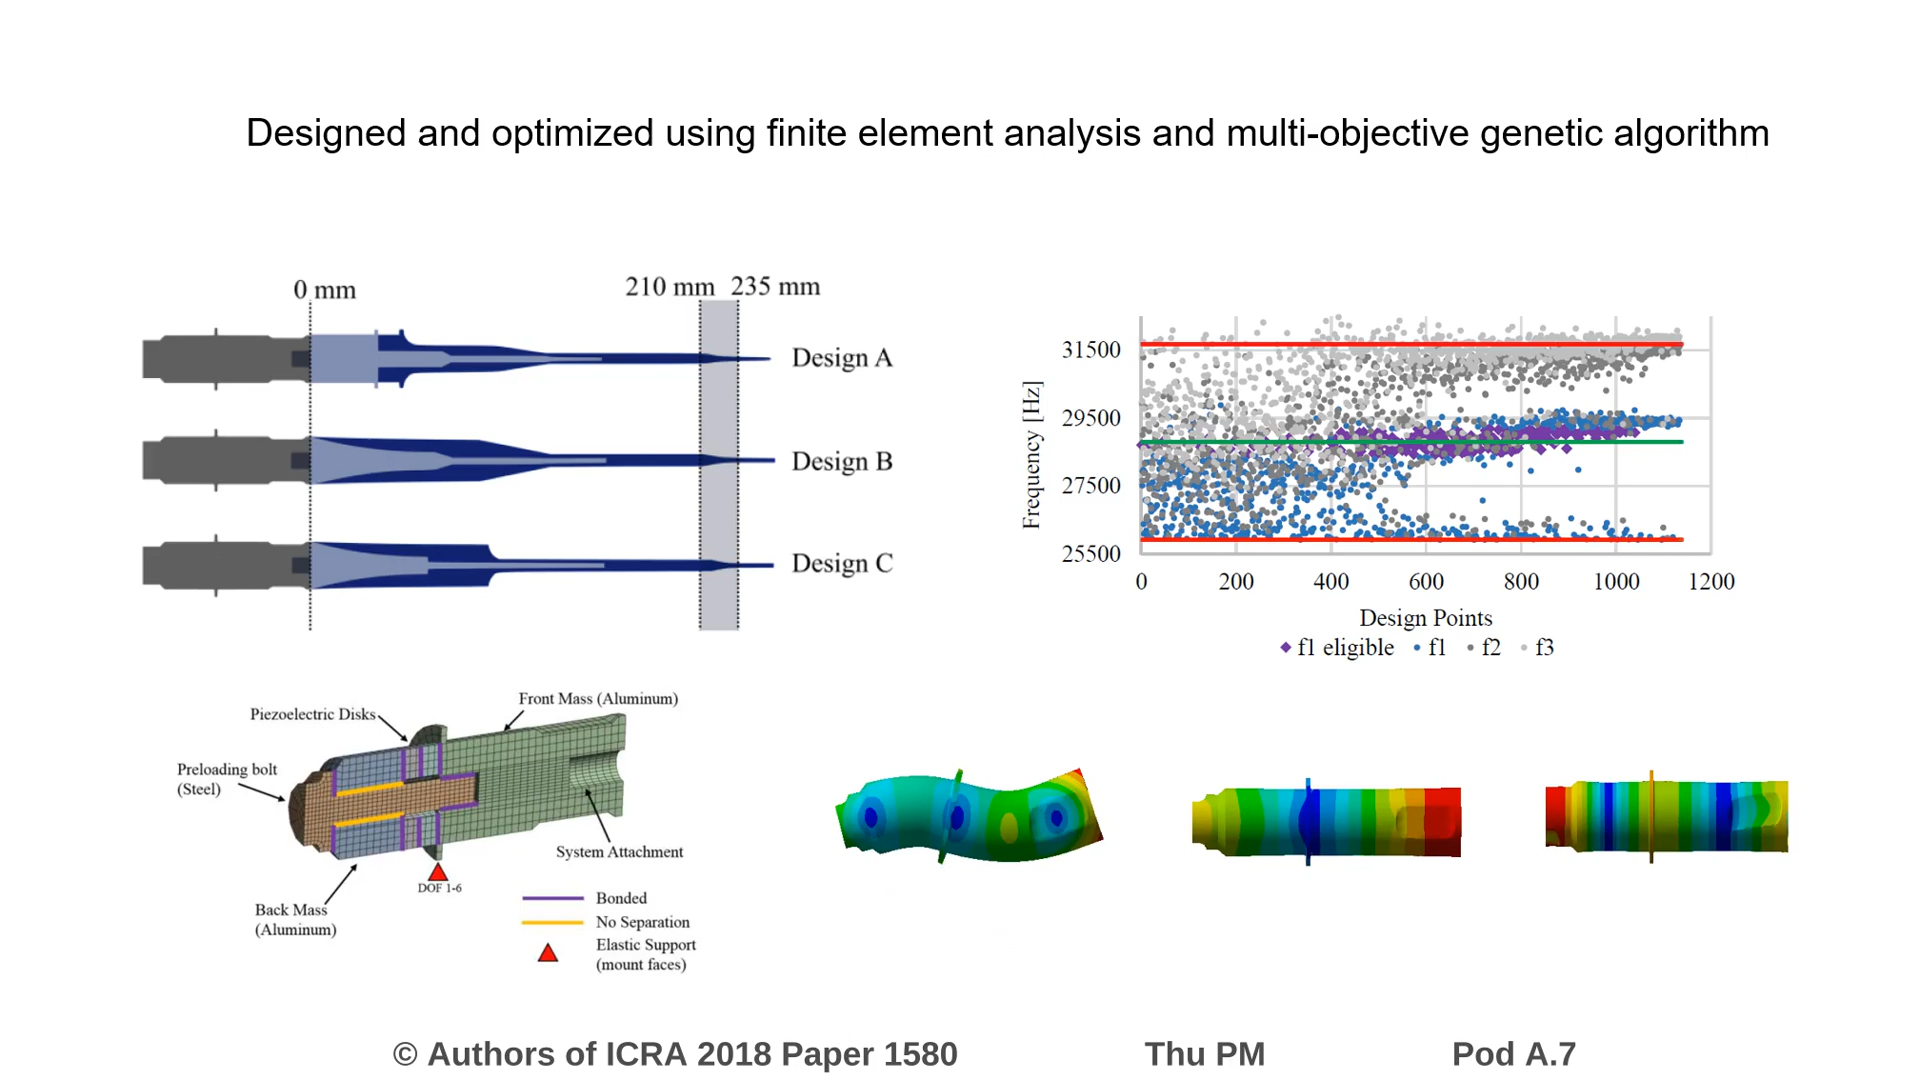 Designed and optimized using finite element analysis and multi-objective genetic algorithm
0 mm
210 mm
235 mm
Design A
Design B
Design C
Frequency [Hz]
31500
29500
27500
25500
0
200
400
600
800
1000
1200
Design Points
f1 eligible
f1
f2
f3
Front Mass (Aluminum)
Piezoelectric Disks
Preloading bolt
(Steel)
System Attachment
DOF 1-6
Back Mass
(Aluminum)
Bonded
No Separation
Elastic Support
(mount faces)
© Authors of ICRA 2018 Paper 1580
Thu PM
Pod A.7